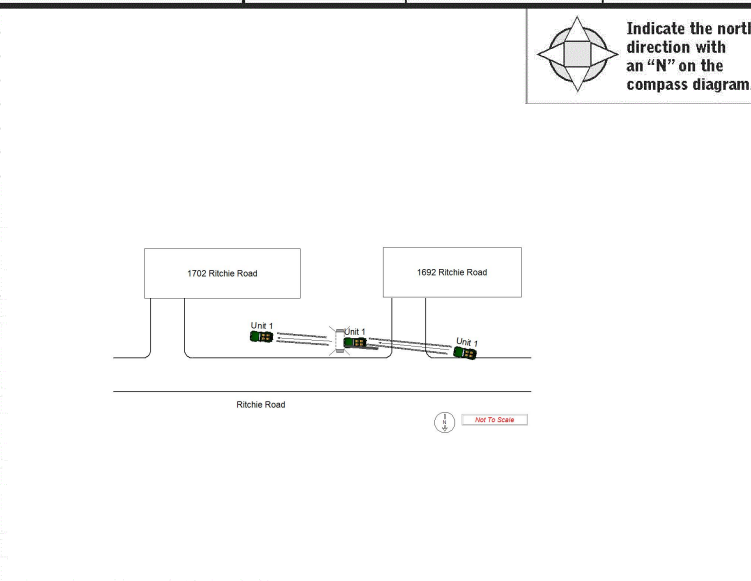 Indicate the north
direction with
an “N” on the
compass diagram.
1702 Ritchie Road
1692 Ritchie Road
Unit 1
Unit 1
Unit 1
Ritchie Road
N
Not To Scale